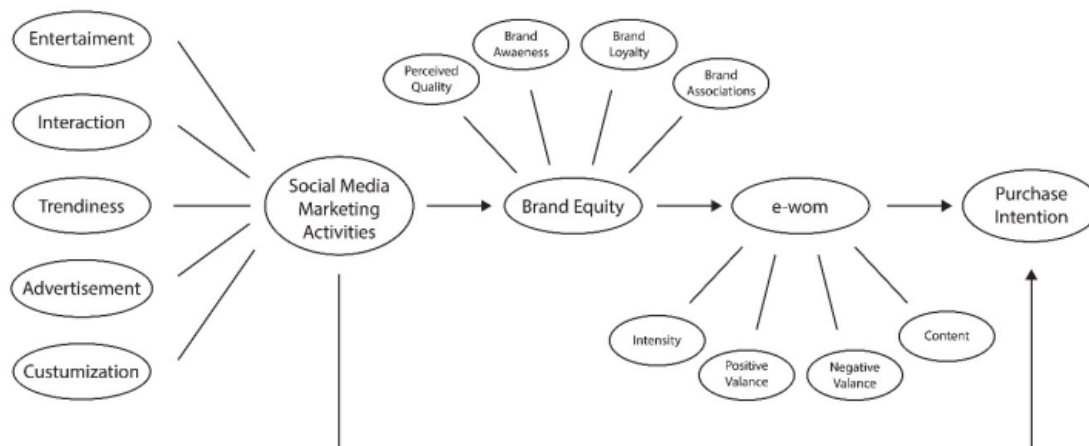 Entertaiment
Interaction
Trendiness
Advertisement
Custumization
Social Media
Marketing
Activities
Perceived
Quality
Brand
Awaeness
Brand
Loyalty
Brand
Associations
Brand Equity
e-wom
Intensity
Positive
Valance
Negative
Valance
Content
Purchase
Intention